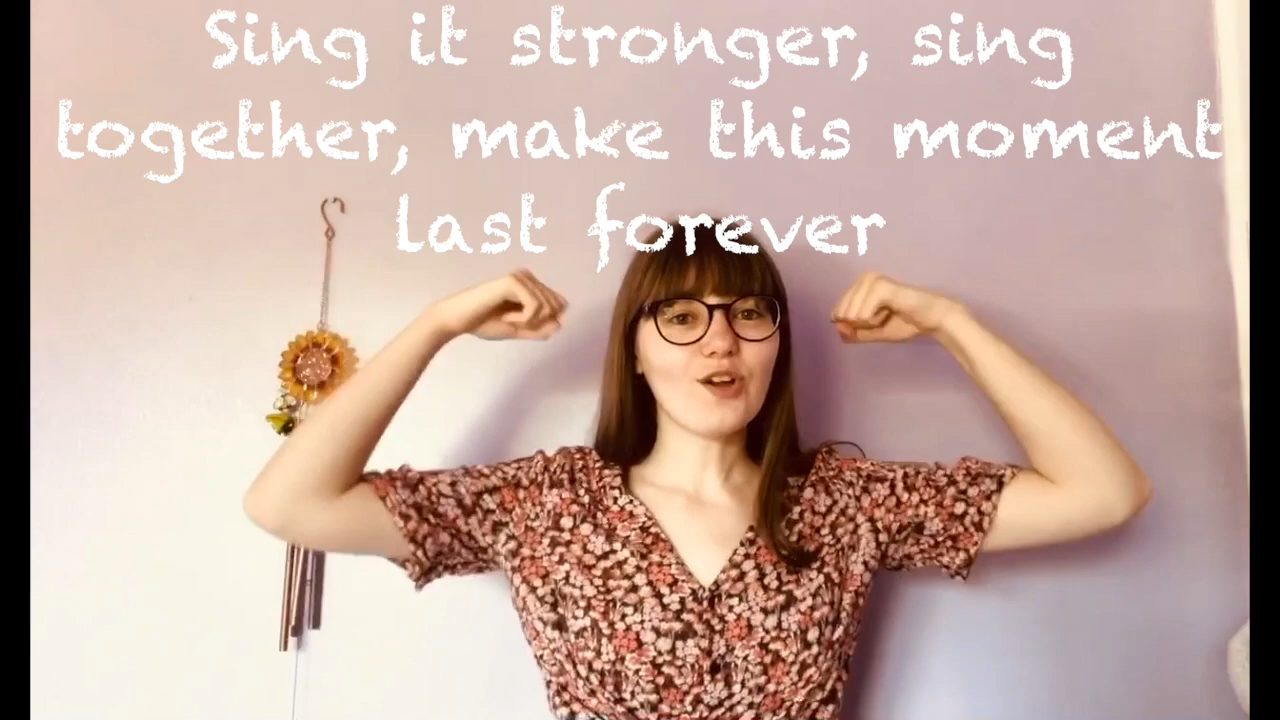 Sing it stronger, sing
together, make this moment
last forever